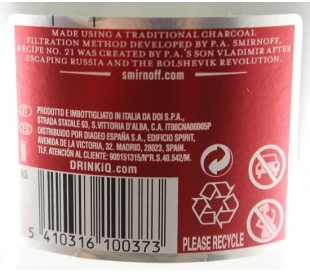 MADE USING A TRADITIONAL CHARCOAL
FILTRATION METHOD DEVELOPED BY P.A. SMIRNOFF.
RECIPE NO. 21 WAS CREATED BY P.A.'S SON VLADIMIR AFTER
ESCAPING RUSSIA AND THE BOLSHEVIK REVOLUTION.
smirnoff.com
IT PRODOTTO E IMBOTTIGLIATO IN ITALIA DA DOI S.P.A.,
STRADA STATALE 63, S.VITTORIA D'ALBA, C.A. IT00CNA00005P
ES DISTRIBUIDO POR DIAGEO ESPAÑA S.A., EDIFICIO SPIRIT,
AVENIDA DE LA VICTORIA, 32. MADRID, 28023, SPAIN.
TLF. ATENCIÓN AL CLIENTE: 900151315/NºR.S.40.542/M.
DRINKiQ.com
5 410316 100373
PLEASE RECYCLE